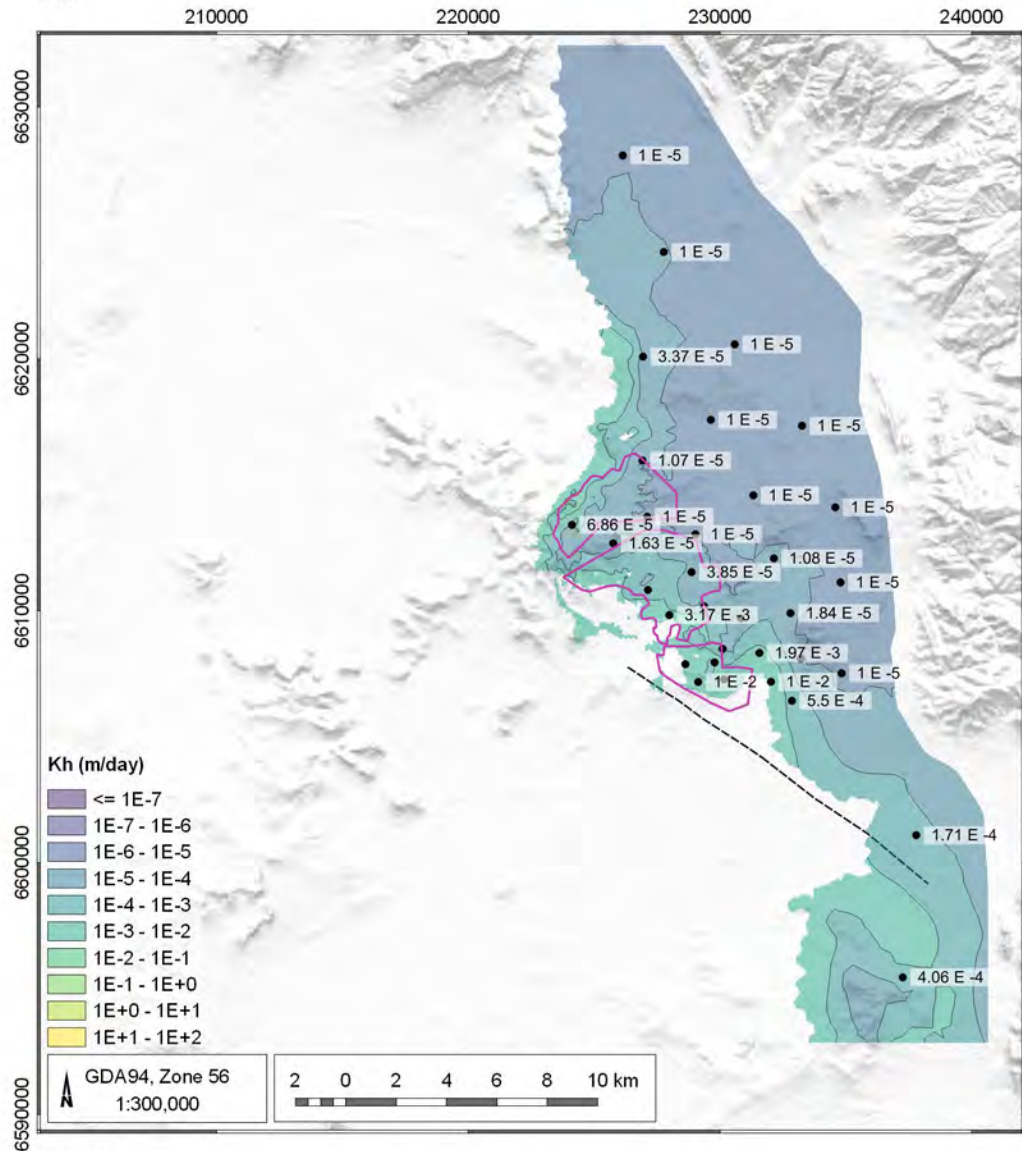 210000
220000
230000
240000
6630000
6620000
6610000
6600000
6590000
1 E -5
1 E -5
1 E -5
3.37 E -5
1 E -5
1 E -5
1.07 E -5
1 E -5
1 E -5
1 E -5
6.86 E -5
1 E -5
1.63 E -5
1.08 E -5
3.85 E -5
1 E -5
3.17 E -3
1.84 E -5
1.97 E -3
1 E -5
1 E -2
1 E -2
5.5 E -4
1.71 E -4
4.06 E -4
Kh (m/day)
<= 1E-7
1E-7 - 1E-6
1E-6 - 1E-5
1E-5 - 1E-4
1E-4 - 1E-3
1E-3 - 1E-2
1E-2 - 1E-1
1E-1 - 1E+0
1E+0 - 1E+1
1E+1 - 1E+2
N
GDA94, Zone 56
1:300,000
2 0 2 4 6 8 10 km